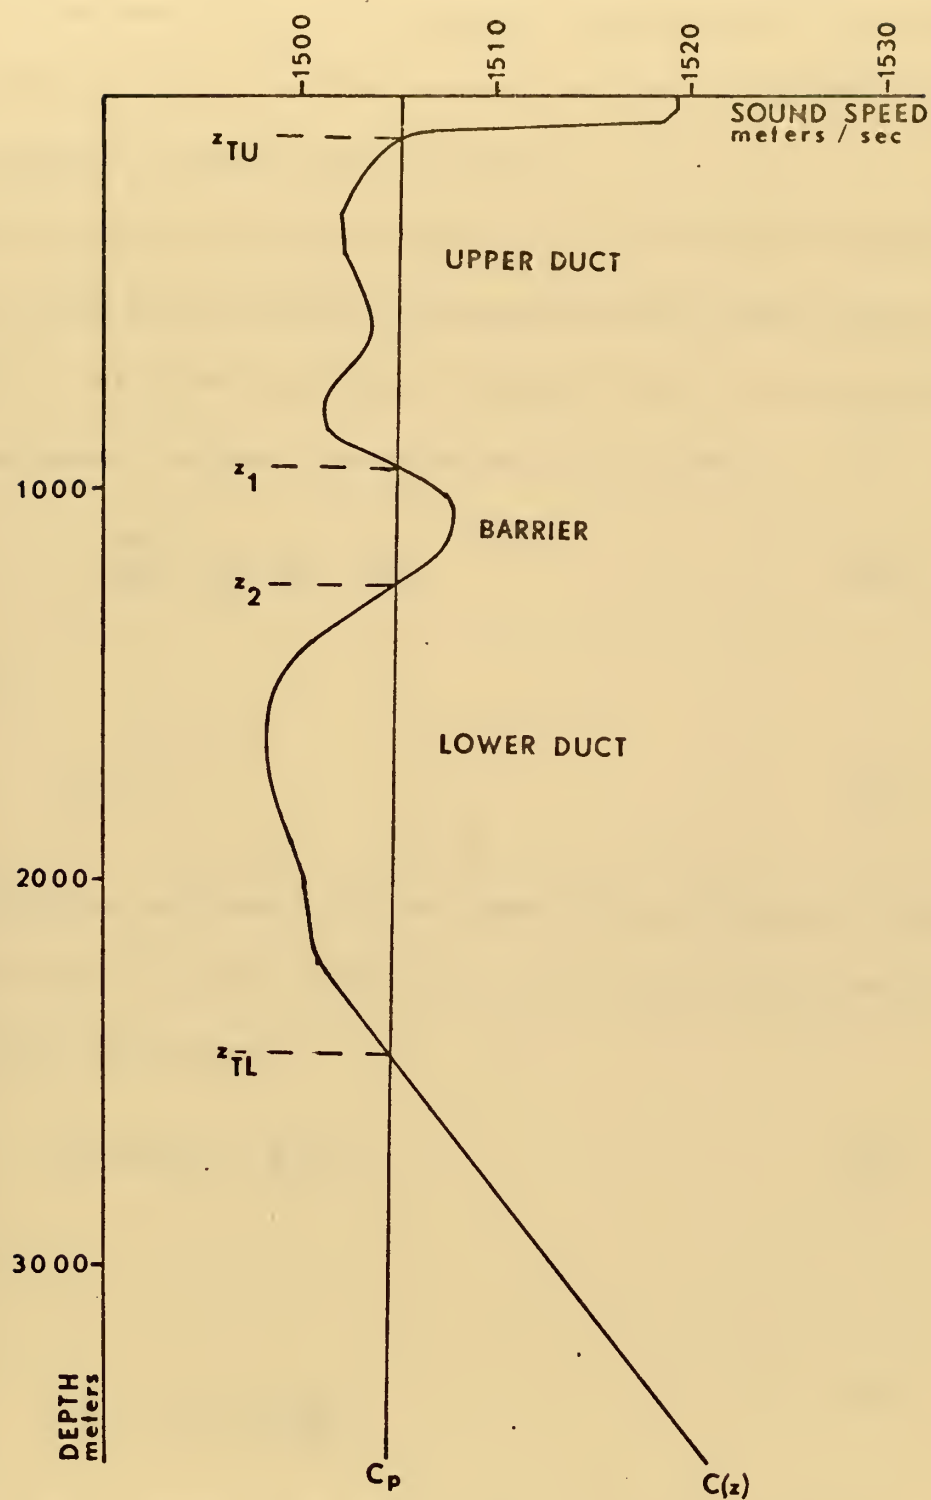 1500
1510
1520
1530
SOUND SPEED
meters / sec
zTU
UPPER DUCT
z1
1000
BARRIER
z2
LOWER DUCT
2000
zTL
3000
DEPTH
meters
Cp
C(z)